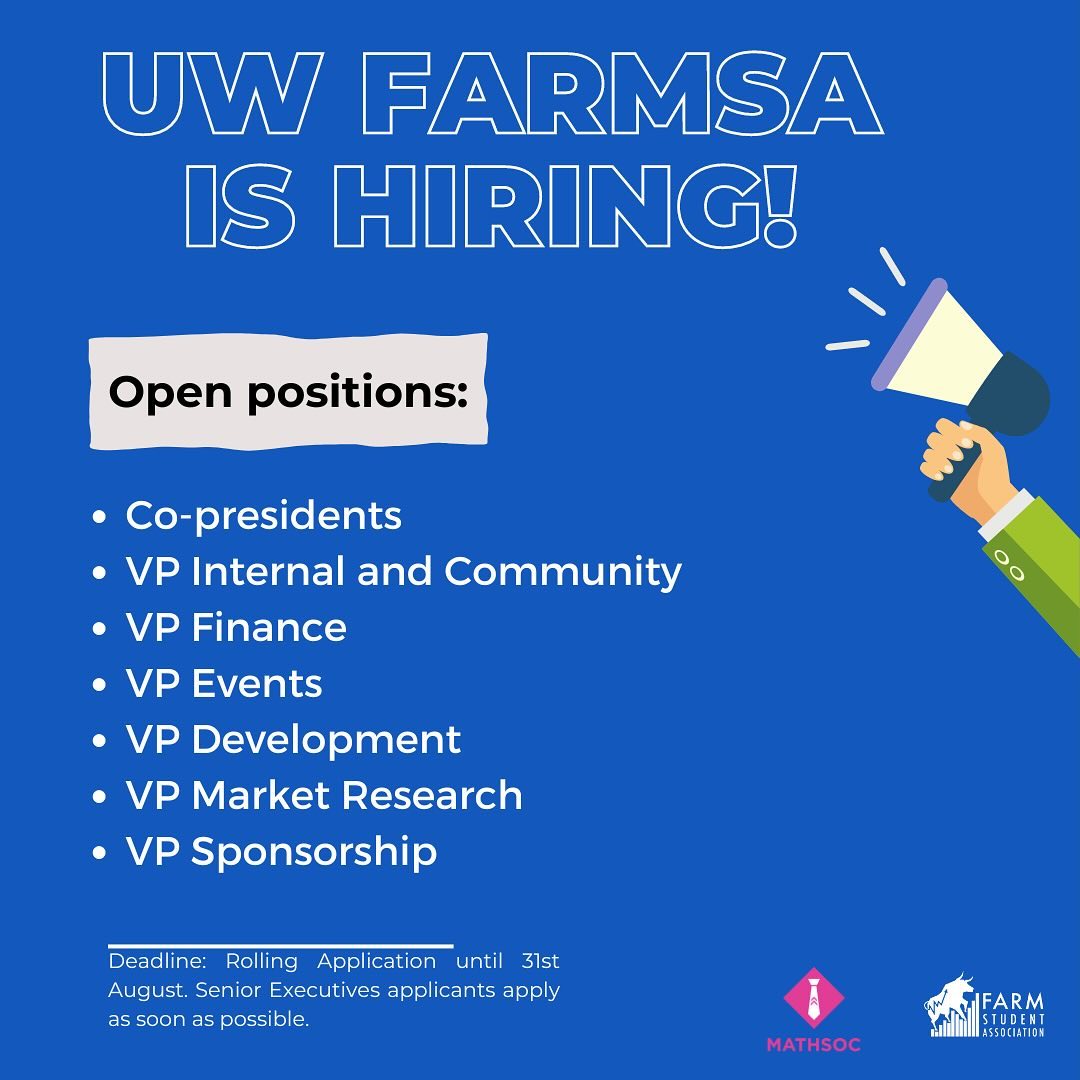 UW FARMSA
IS HIRING!
Open positions:
• Co-presidents
• VP Internal and Community
• VP Finance
• VP Events
• VP Development
• VP Market Research
• VP Sponsorship
Deadline: Rolling Application until 31st
August. Senior Executives applicants apply
as soon as possible.
MATHSOC
FARM
STUDENT
ASSOCIATION